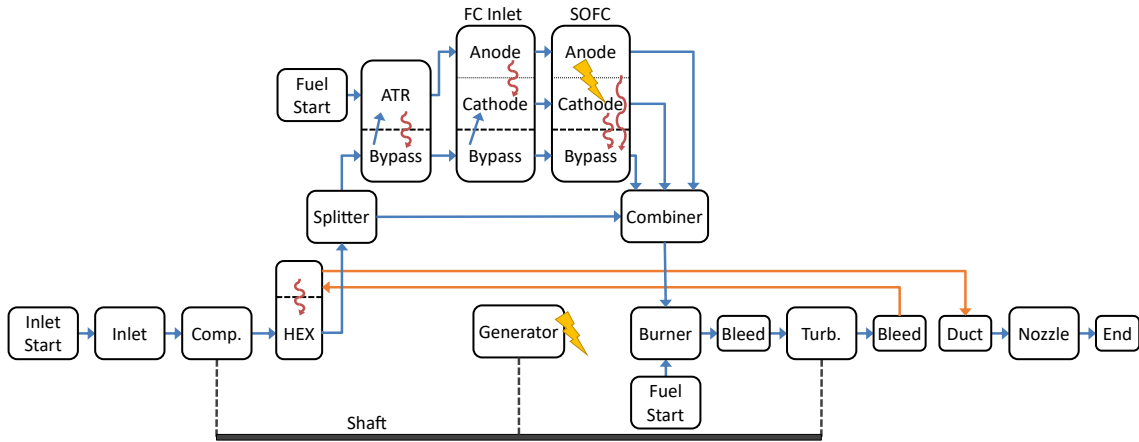 FC Inlet
SOFC
Anode
Anode
Fuel
Start
ATR
Cathode
Cathode
Bypass
Bypass
Bypass
Splitter
Combiner
Inlet
Start
Inlet
Comp.
HEX
Generator
Burner
Bleed
Turb.
Bleed
Duct
Nozzle
End
Fuel
Start
Shaft